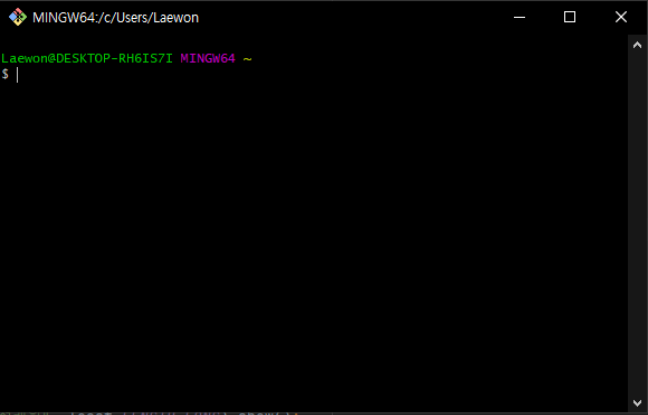 MINGW64:/c/Users/Laewon
Laewon@DESKTOP-RH6IS7I MINGW64 ~
$